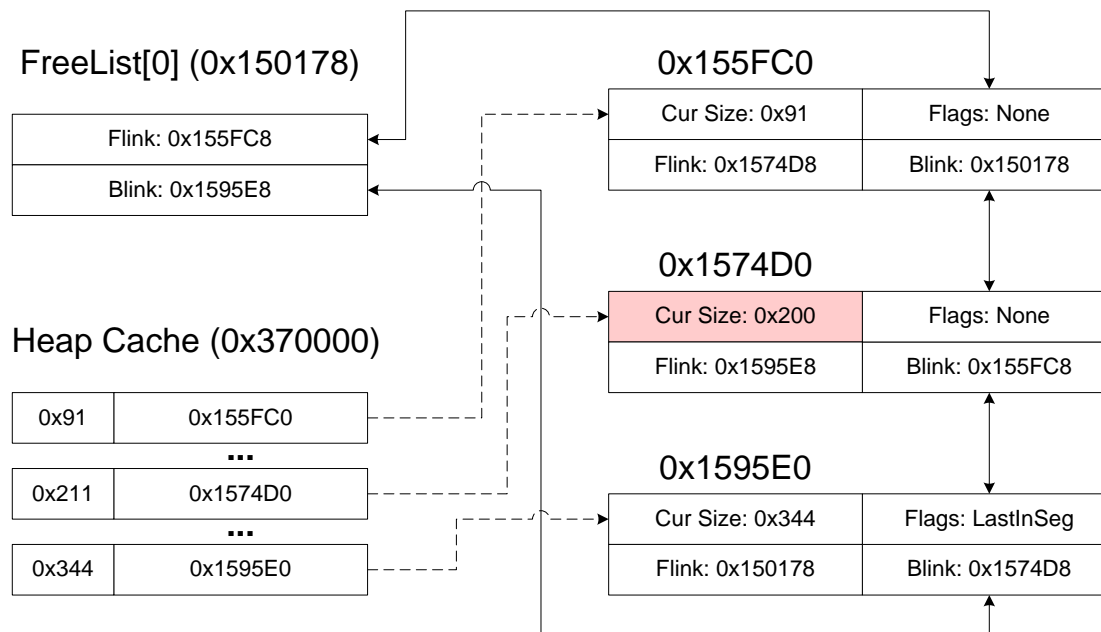 FreeList[0] (0x150178)
Flink: 0x155FC8
Blink: 0x1595E8
Heap Cache (0x370000)
0x91 0x155FC0
...
0x211 0x1574D0
...
0x344 0x1595E0
0x155FC0
Cur Size: 0x91 Flags: None
Flink: 0x1574D8 Blink: 0x150178
0x1574D0
Cur Size: 0x200 Flags: None
Flink: 0x1595E8 Blink: 0x155FC8
0x1595E0
Cur Size: 0x344 Flags: LastInSeg
Flink: 0x150178 Blink: 0x1574D8